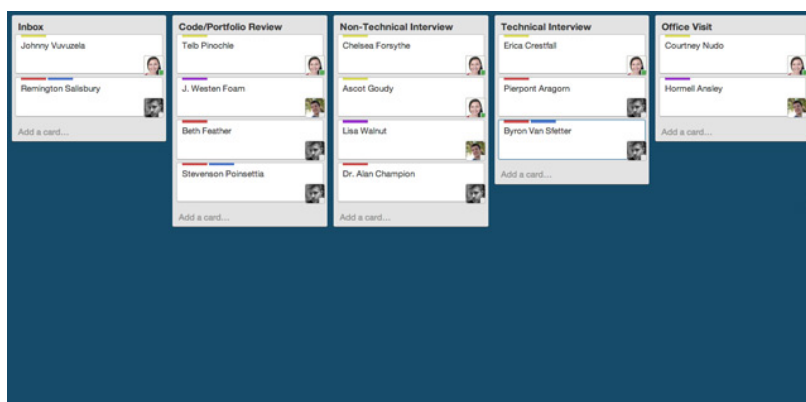 Inbox
Johnny Vuvuzela
Remington Salisbury
Add a card...
Code/Portfolio Review
Telb Pinochle
J. Westen Foam
Beth Feather
Stevenson Poinsettia
Add a card...
Non-Technical Interview
Chelsea Forsythe
Ascot Goudy
Lisa Walnut
Dr. Alan Champion
Add a card...
Technical Interview
Erica Crestfall
Pierpont Aragorn
Byron Van Sfetter
Add a card...
Office Visit
Courtney Nudo
Hormell Ansley
Add a card...